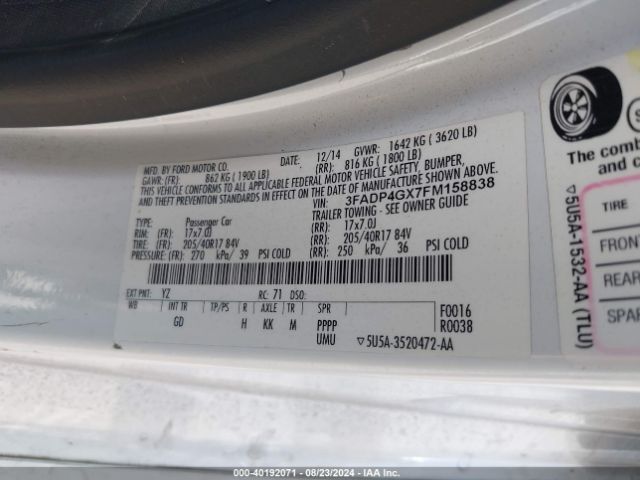 MFD. BY FORD MOTOR CO.
DATE: 12/14 GVWR: 1642 KG ( 3620 LB)
GAWR: (FR): 862 KG ( 1900 LB) (RR): 816 KG ( 1800 LB)
THIS VEHICLE CONFORMS TO ALL APPLICABLE FEDERAL MOTOR VEHICLE SAFETY, BUMPER,
AND THEFT PREVENTION STANDARDS IN EFFECT ON THE DATE OF MANUFACTURE SHOWN ABOVE.
VIN: 3FADP4GX7FM158838
TYPE: Passenger Car TRAILER TOWING - SEE OWNER GUIDE
RIM: (FR): 17x7.0J (RR): 17x7.0J
TIRE: (FR): 205/40R17 84V (RR): 205/40R17 84V
PRESSURE: (FR): 270 kPa/ 39 PSI COLD (RR): 250 kPa/ 36 PSI COLD
EXT PNT: YZ RC: 71 DSO:
WB INT TR TP/PS R AXLE TR SPR
GD H KK M PPPP
UMU
F0016
R0038
▽5U5A-3520472-AA
The comb
TIRE
FRONT
REAR
SPAR
▽5U5A-1532-AA (TLU)
000-40192071 - 08/23/2024 - IAA Inc.